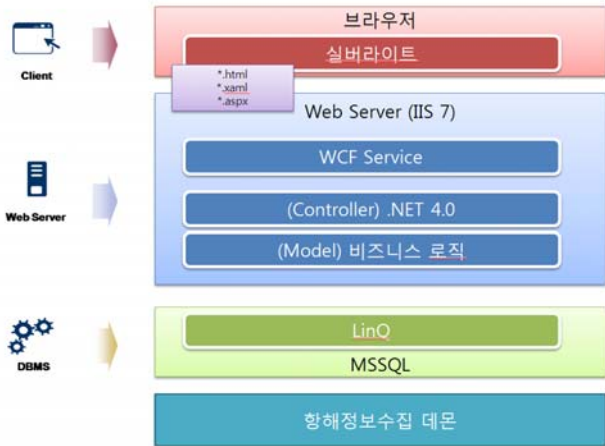 브라우저
실버라이트
Client
*.html
*.xaml
*.aspx
Web Server (IIS 7)
WCF Service
Web Server
(Controller) .NET 4.0
(Model) 비즈니스 로직
LinQ
DBMS
MSSQL
항해정보수집 데몬